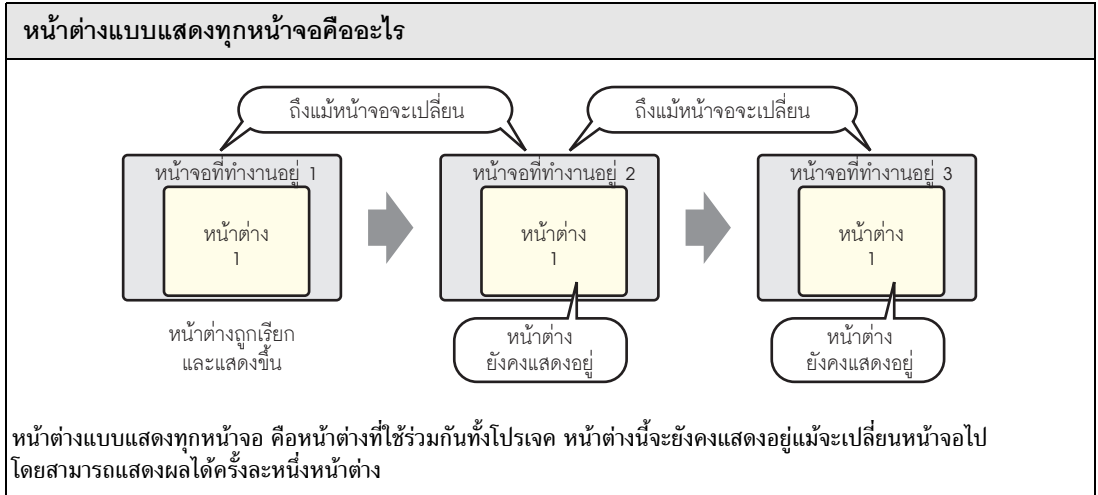 หน้าต่างแบบแสดงทุกหน้าจอคืออะไร
ถึงแม้หน้าจอจะเปลี่ยน
ถึงแม้หน้าจอจะเปลี่ยน
หน้าจอที่ทำงานอยู่ 1
หน้าจอที่ทำงานอยู่ 2
หน้าจอที่ทำงานอยู่ 3
หน้าต่าง
1
หน้าต่าง
1
หน้าต่าง
1
หน้าต่างถูกเรียก
และแสดงขึ้น
หน้าต่าง
ยังคงแสดงอยู่
หน้าต่าง
ยังคงแสดงอยู่
หน้าต่างแบบแสดงทุกหน้าจอ คือหน้าต่างที่ใช้ร่วมกันทั้งโปรเจค หน้าต่างนี้จะยังคงแสดงอยู่แม้จะเปลี่ยนหน้าจอไป
โดยสามารถแสดงผลได้ครั้งละหนึ่งหน้าต่าง